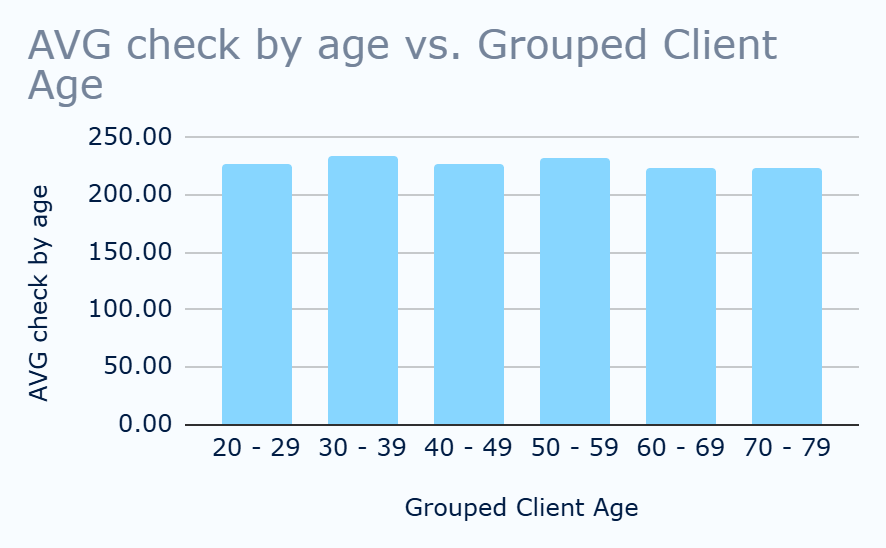 AVG check by age vs. Grouped Client
Age
250.00
200.00
150.00
100.00
50.00
0.00
AVG check by age
20 - 29 30 - 39 40 - 49 50 - 59 60 - 69 70 - 79
Grouped Client Age